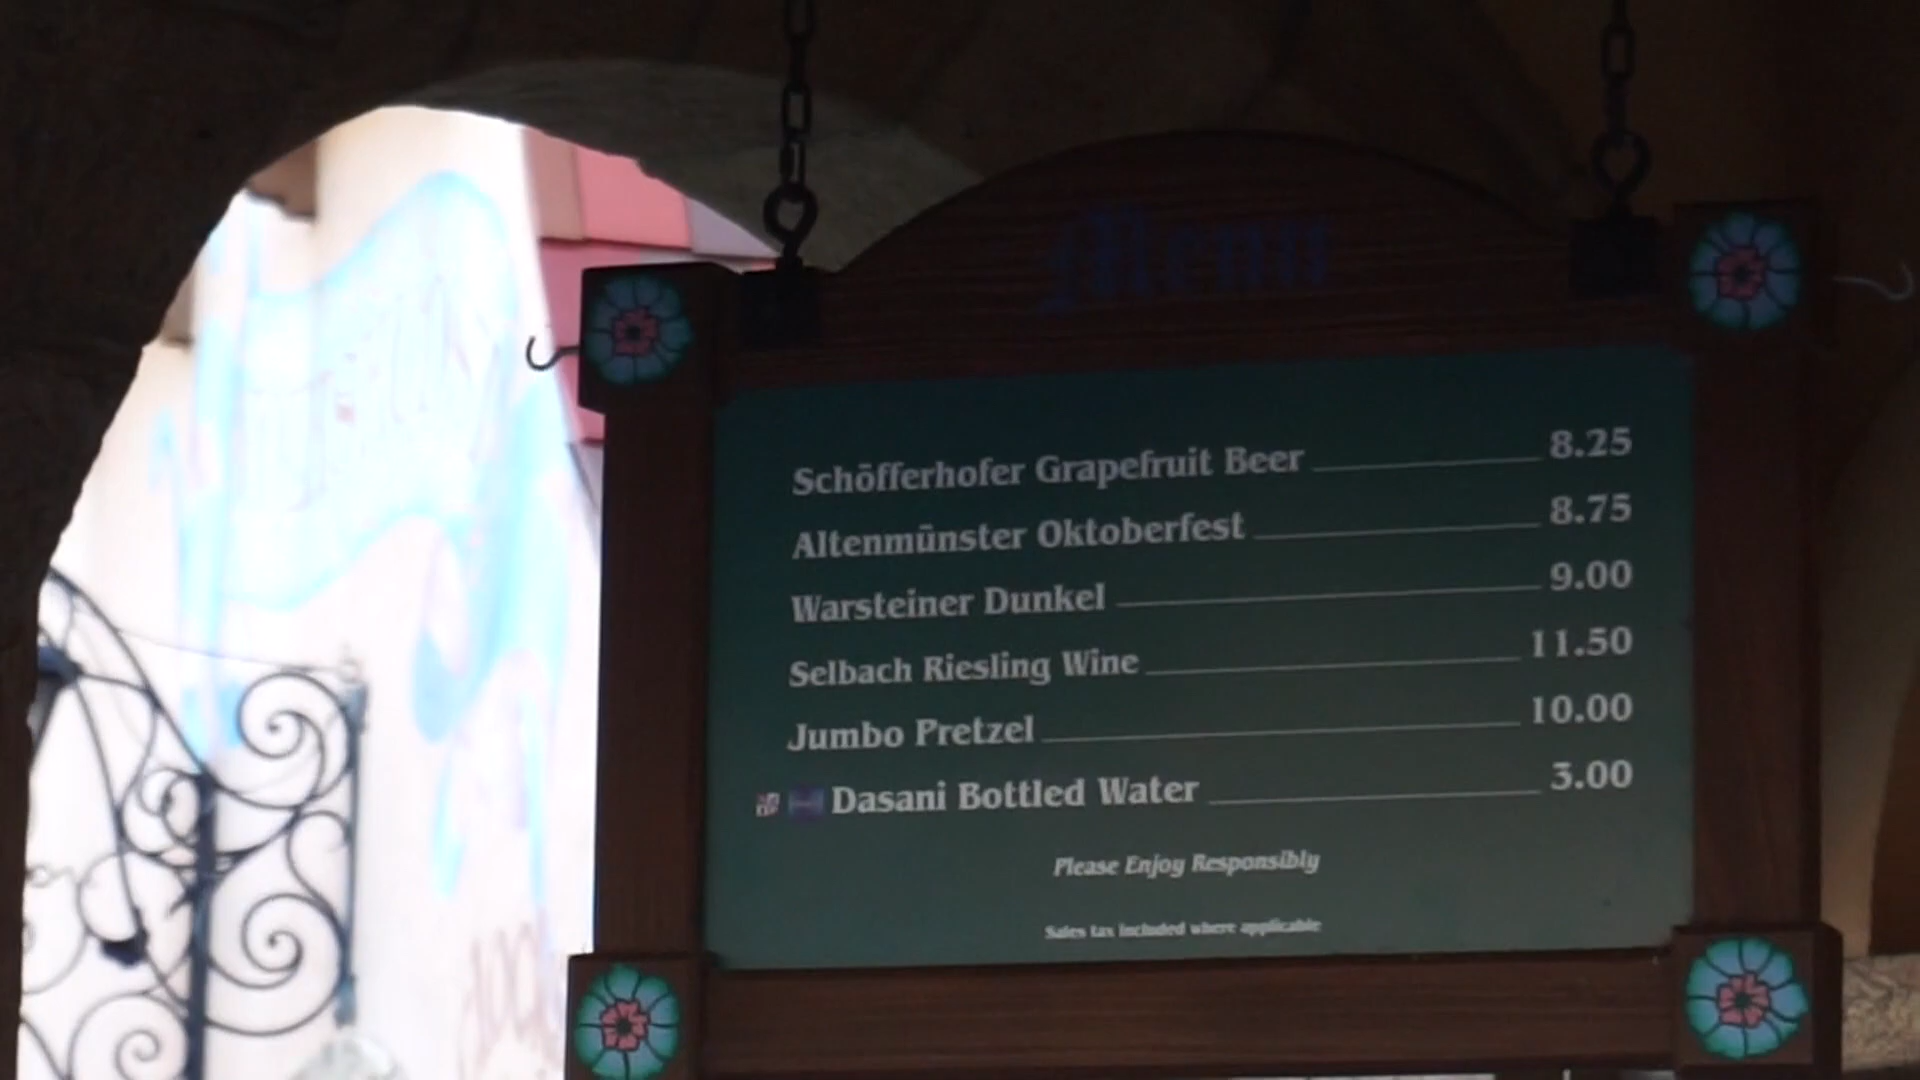 Menu
Schöfferhofer Grapefruit Beer 8.25
Altenmünster Oktoberfest 8.75
Warsteiner Dunkel 9.00
Selbach Riesling Wine 11.50
Jumbo Pretzel 10.00
Dasani Bottled Water 3.00
Please Enjoy Responsibly
Sales tax included where applicable